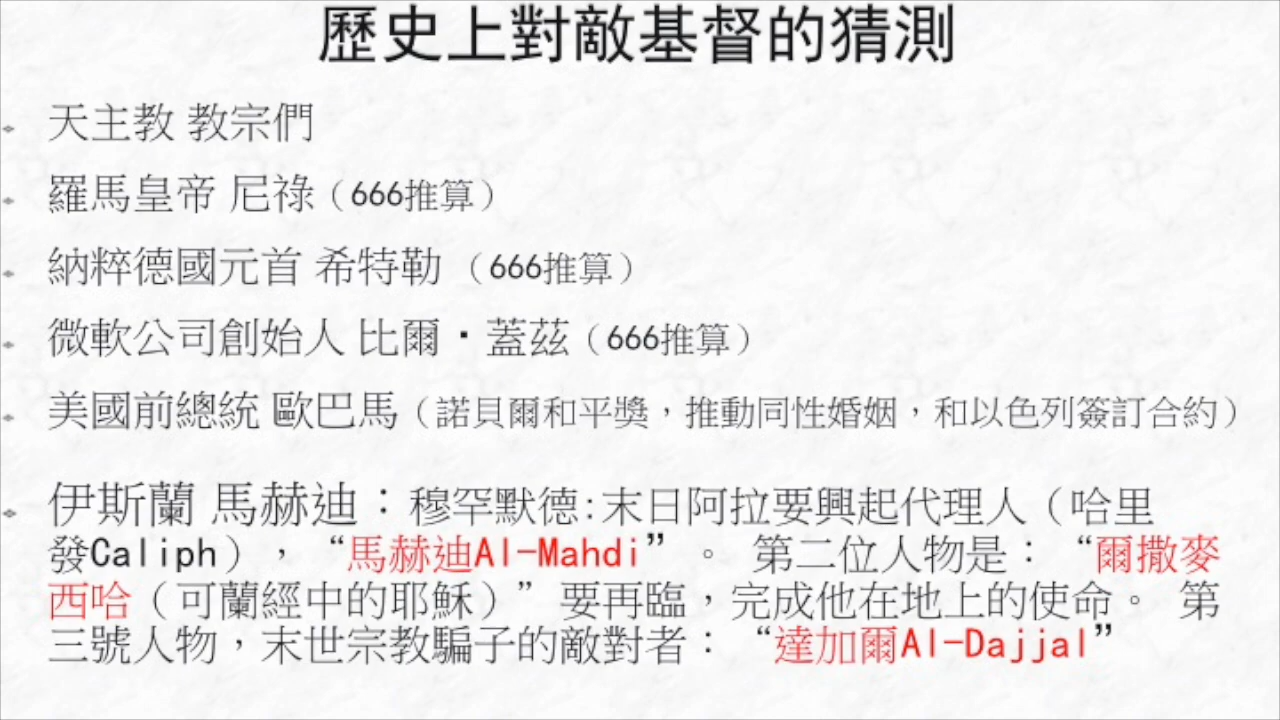 歷史上對敵基督的猜測
天主教 教宗們
羅馬皇帝 尼祿（666推算）
納粹德國元首 希特勒 （666推算）
微軟公司創始人 比爾·蓋茲（666推算）
美國前總統 歐巴馬（諾貝爾和平獎，推動同性婚姻，和以色列簽訂合約）
伊斯蘭 馬赫迪：穆罕默德:末日阿拉要興起代理人（哈里
發Caliph），“馬赫迪Al-Mahdi”。 第二位人物是：“爾撒麥
西哈（可蘭經中的耶穌）”要再臨，完成他在地上的使命。 第
三號人物，末世宗教騙子的敵對者：“達加爾Al-Dajjal”